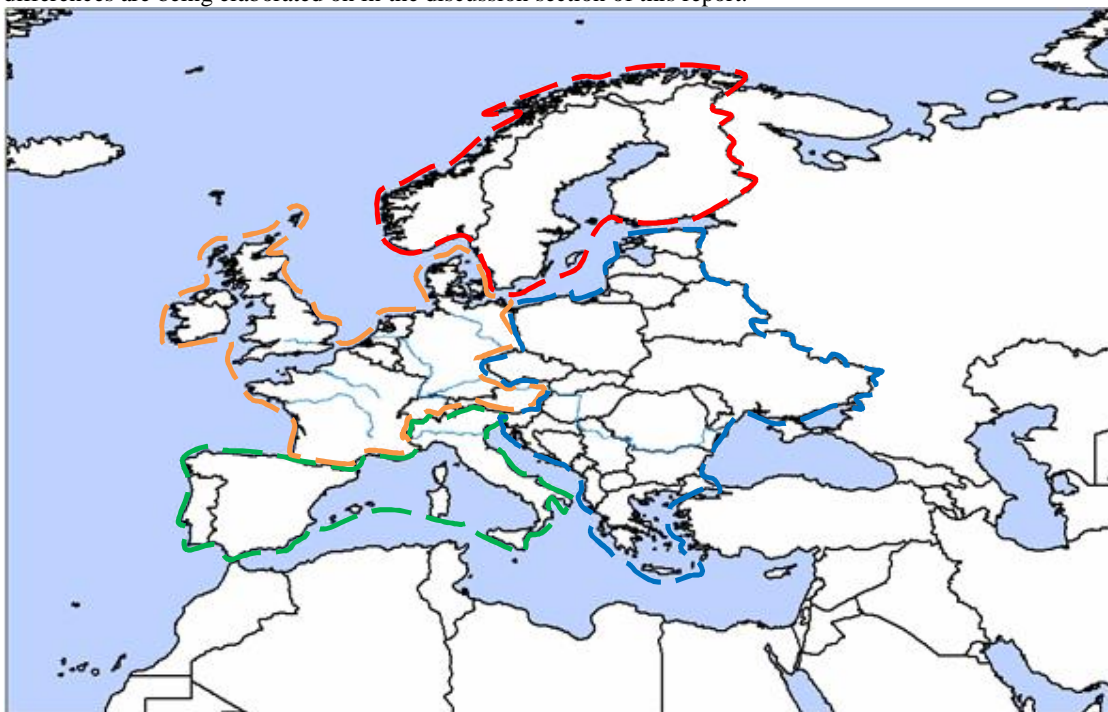 differences are being elaborated on in the discussion section of this report.